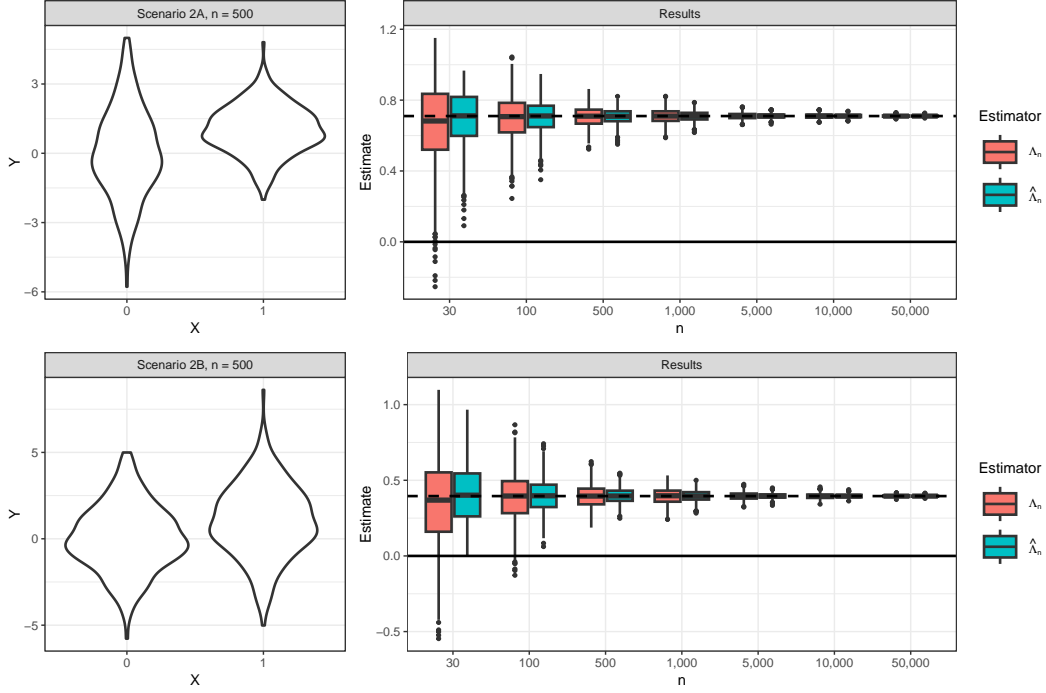 Scenario 2A, n = 500
Y
3
0
−3
−6
0 1
X
Results
Estimate
1.2
0.8
0.4
0.0
30 100 500 1,000 5,000 10,000 50,000
n
Estimator
Λₙ
Λ̂ₙ
Scenario 2B, n = 500
Y
5
0
−5
0 1
X
Results
Estimate
1.0
0.5
0.0
−0.5
30 100 500 1,000 5,000 10,000 50,000
n
Estimator
Λₙ
Λ̂ₙ